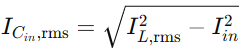 $I_{C_{in},\mathrm{rms}} = \sqrt{I_{L,\mathrm{rms}}^2 - I_{in}^2}$